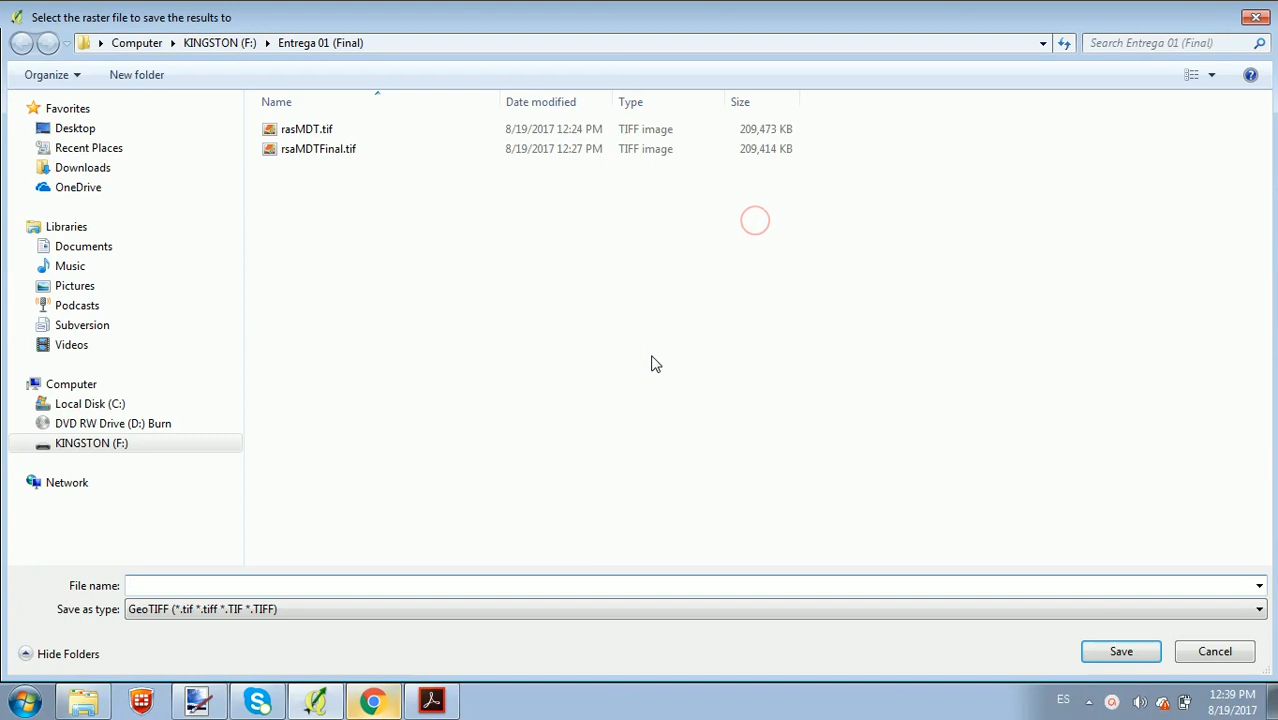 Select the raster file to save the results to
Computer KINGSTON (F:) Entrega 01 (Final) Search Entrega 01 (Final)
Organize New folder
Name Date modified Type Size
Favorites
Desktop
Recent Places
Downloads
OneDrive
Libraries
Documents
Music
Pictures
Podcasts
Subversion
Videos
Computer
Local Disk (C:)
DVD RW Drive (D:) Burn
KINGSTON (F:)
Network
rasMDT.tif 8/19/2017 12:24 PM TIFF image 209,473 KB
rsaMDTFinal.tif 8/19/2017 12:27 PM TIFF image 209,414 KB
File name:
Save as type: GeoTIFF (*.tif *.tiff *.TIF *.TIFF)
Hide Folders Save Cancel
ES 12:39 PM
8/19/2017